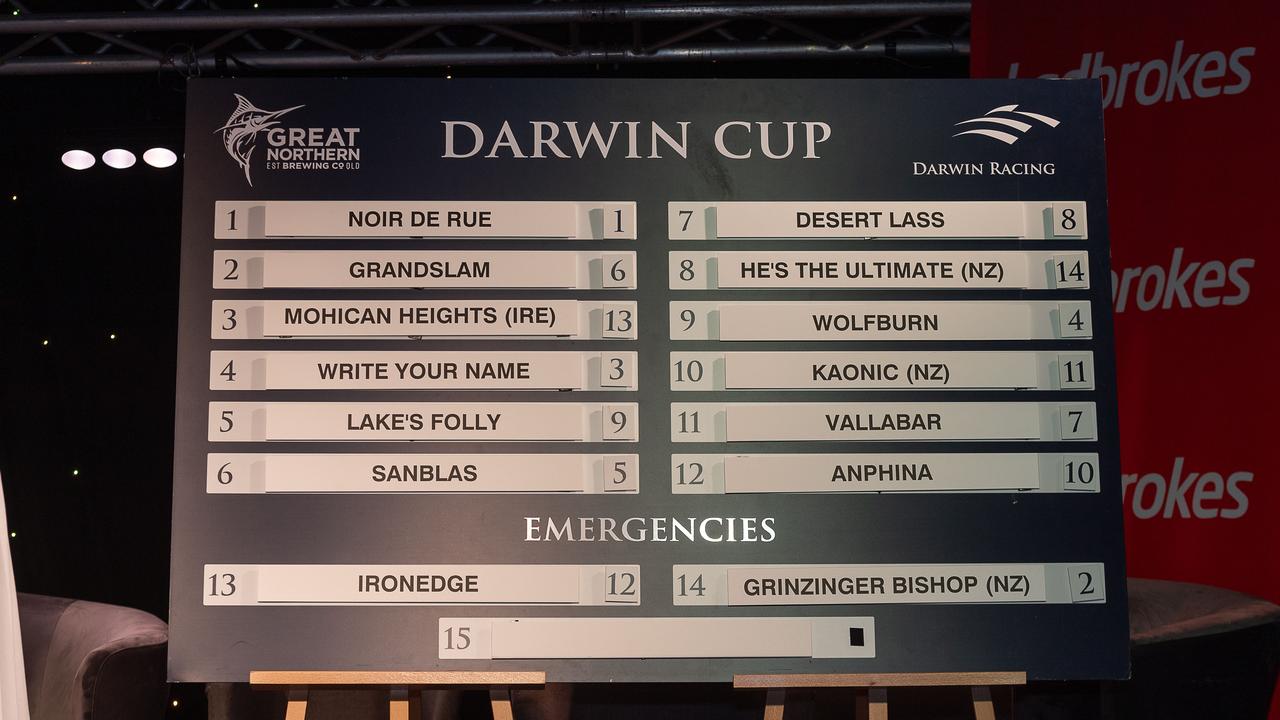 GREAT
NORTHERN
EST BREWING CO QLD
DARWIN CUP
DARWIN RACING
1 NOIR DE RUE 1
2 GRANDSLAM 6
3 MOHICAN HEIGHTS (IRE) 13
4 WRITE YOUR NAME 3
5 LAKE'S FOLLY 9
6 SANBLAS 5
7 DESERT LASS 8
8 HE'S THE ULTIMATE (NZ) 14
9 WOLFBURN 4
10 KAONIC (NZ) 11
11 VALLABAR 7
12 ANPHINA 10
EMERGENCIES
13 IRONEDGE 12
14 GRINZINGER BISHOP (NZ) 2
15
ladbrokes
rokes
rokes